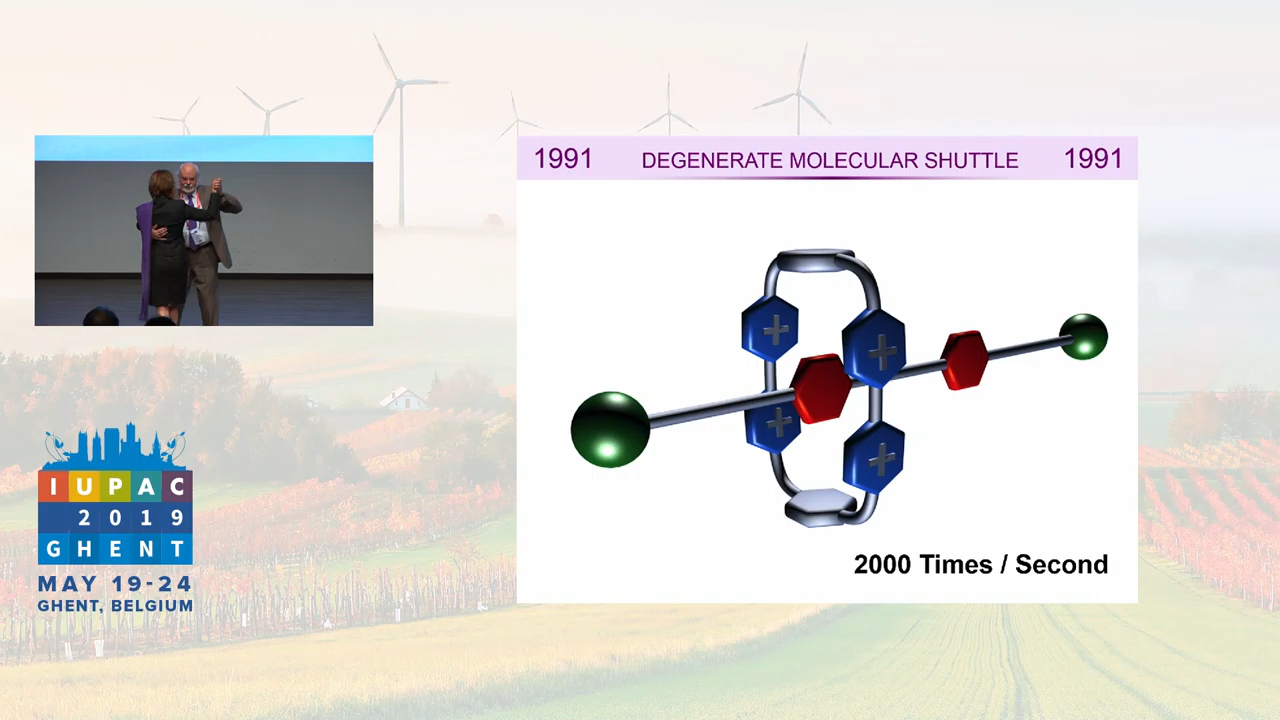 1991 DEGENERATE MOLECULAR SHUTTLE 1991
2000 Times / Second
IUPAC
2019
GHENT
MAY 19-24
GHENT, BELGIUM